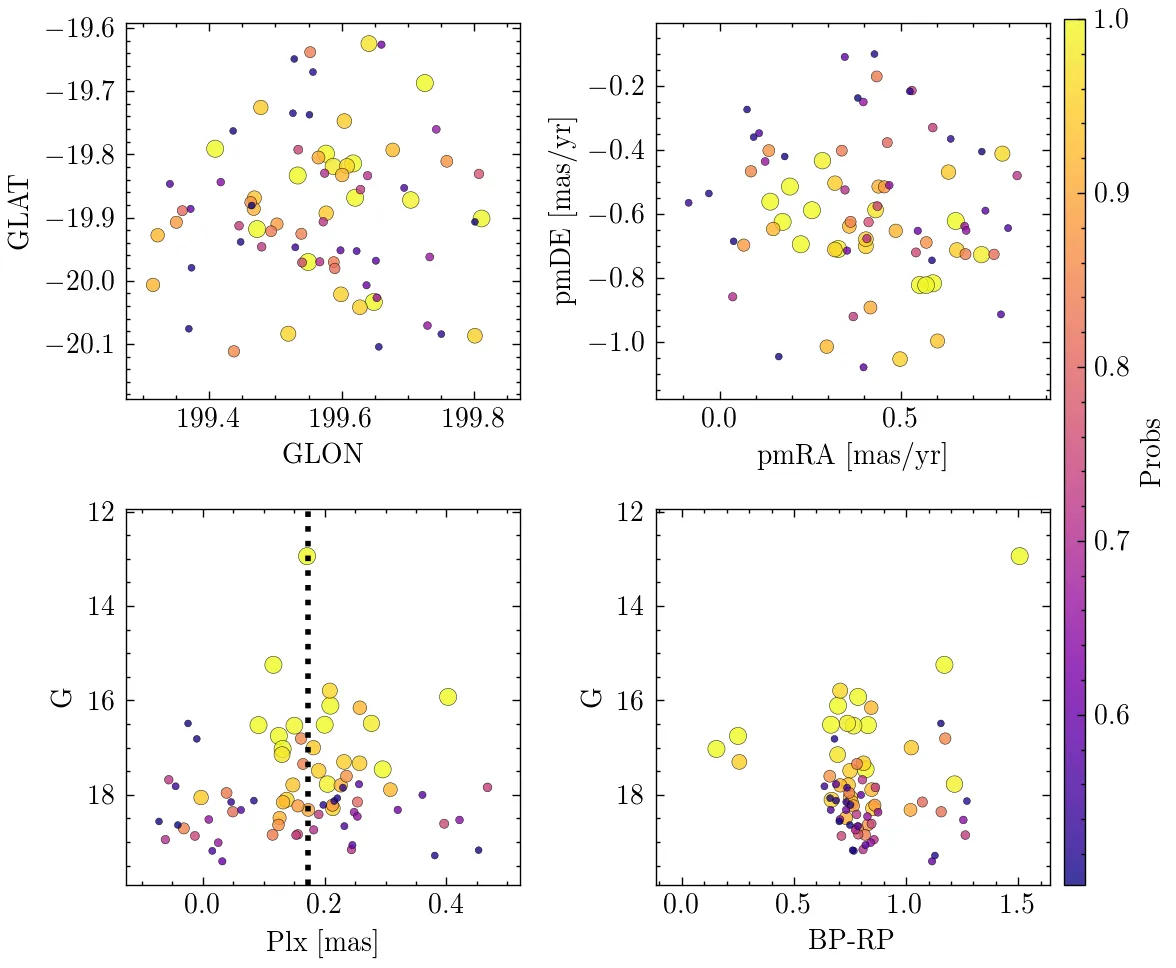 −19.6
−19.7
−19.8
−19.9
−20.0
−20.1
GLAT
199.4 199.6 199.8
GLON
−0.2
−0.4
−0.6
−0.8
−1.0
pmDE [mas/yr]
0.0 0.5
pmRA [mas/yr]
12
14
16
18
G
0.0 0.2 0.4
Plx [mas]
12
14
16
18
G
0.0 0.5 1.0 1.5
BP-RP
1.0
0.9
0.8
0.7
0.6
Probs